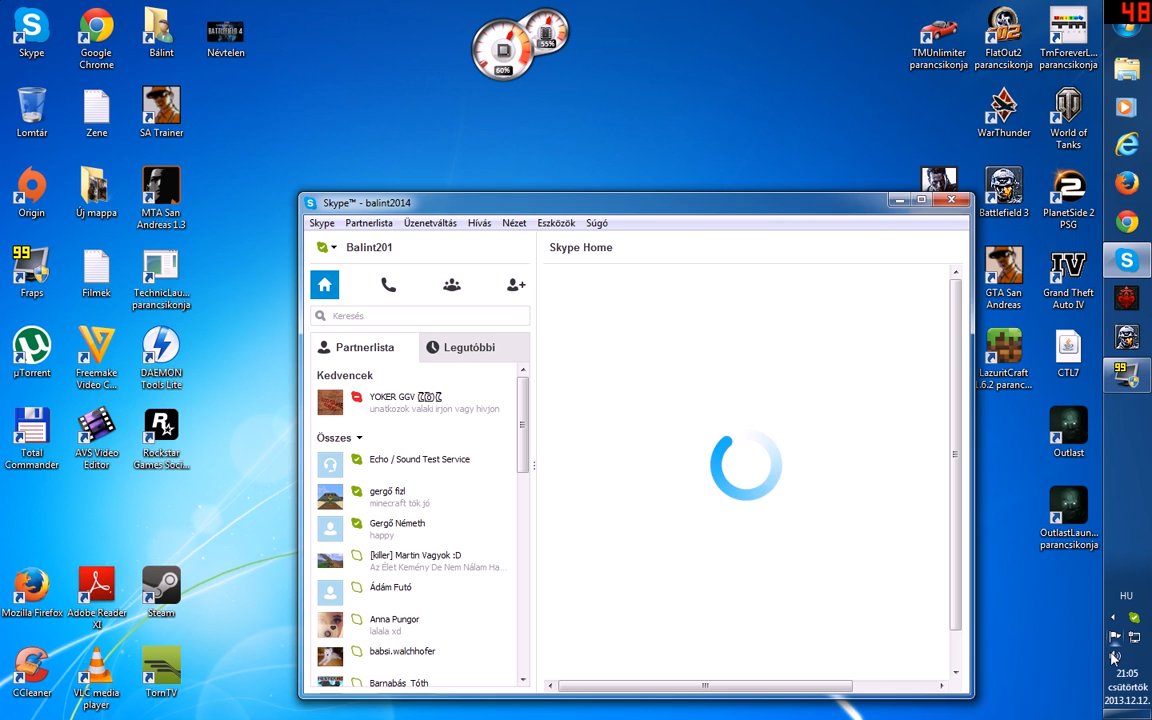 Skype
Google
Chrome
Bálint
BATTLEFIELD 4
Névtelen
60%
55%
TMUnlimiter
parancsikonja
FlatOut2
parancsikonja
TmForeverL...
parancsikonja
48
Lomtár
Zene
SA Trainer
WarThunder
World of
Tanks
Origin
Új mappa
MTA San
Andreas 1.3
Battlefield 3
PlanetSide 2
PSG
99
Fraps
Filmek
TechnicLau...
parancsikonja
GTA San
Andreas
IV
Grand Theft
Auto IV
µTorrent
Freemake
Video C...
DAEMON
Tools Lite
LazuritCraft
1.6.2 paranc...
CTL7
99
Total
Commander
AVS Video
Editor
Rockstar
Games Soci...
Outlast
OutlastLaun...
parancsikonja
Mozilla Firefox
Adobe Reader
XI
Steam
CCleaner
VLC media
player
TornTV
Skype™ - balint2014
Skype Partnerlista Üzenetváltás Hívás Nézet Eszközök Súgó
Balint201
Skype Home
Keresés
Partnerlista
Legutóbbi
Kedvencek
YOKER GGV
unatkozok valaki irjon vagy hivjon
Összes
Echo / Sound Test Service
gergő fizl
minecraft tök jó
Gergő Németh
happy
[killer] Martin Vagyok :D
Az Élet Kemény De Nem Nálam Ha...
Ádám Futó
Anna Pungor
lalala xd
babsi.walchhofer
Barnabás Tóth
HU
21:05
csütörtök
2013.12.12.